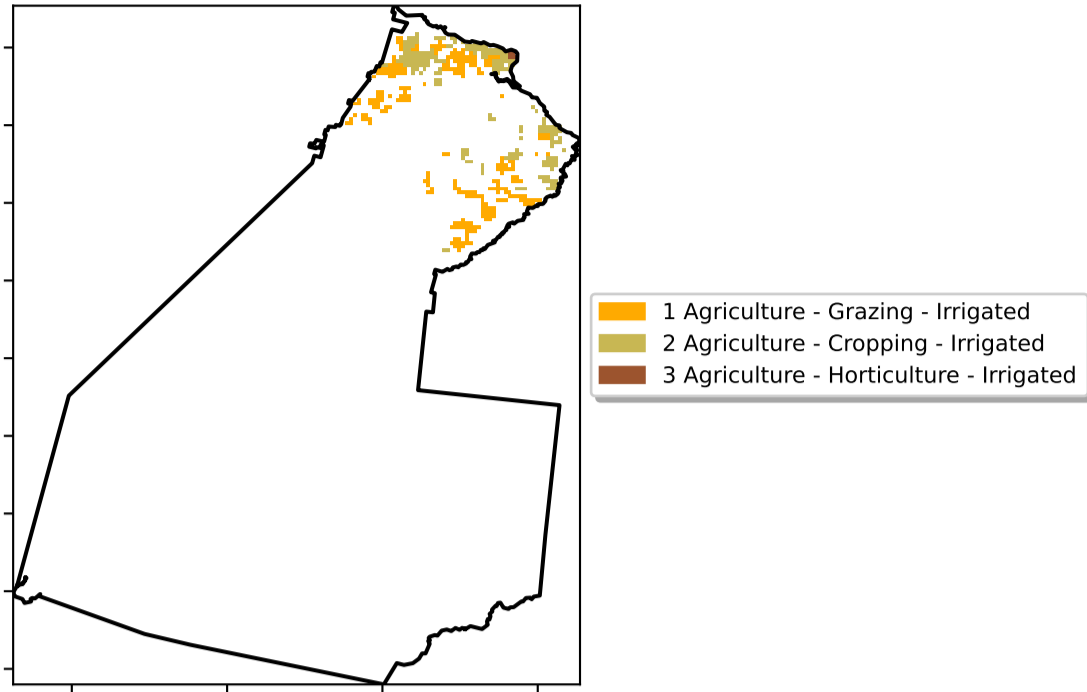 1 Agriculture - Grazing - Irrigated
2 Agriculture - Cropping - Irrigated
3 Agriculture - Horticulture - Irrigated